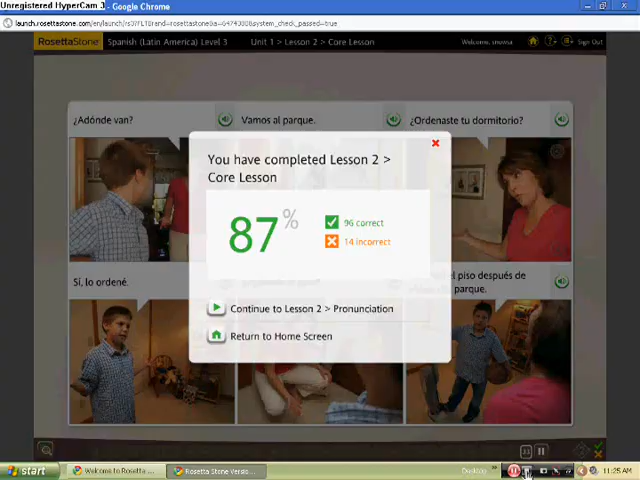 Unregistered HyperCam 3
- Google Chrome
RosettaStone
Spanish (Latin America) Level 3
Unit 1 > Lesson 2 > Core Lesson
Welcome, snowsa
Sign Out
¿Adónde van?
Vamos al parque.
¿Ordenaste tu dormitorio?
You have completed Lesson 2 >
Core Lesson
87%
96 correct
14 incorrect
Sí, lo ordené.
el piso después de
parque.
Continue to Lesson 2 > Pronunciation
Return to Home Screen
start
Welcome to Rosetta ...
Rosetta Stone Versio...
Desktop
11:25 AM